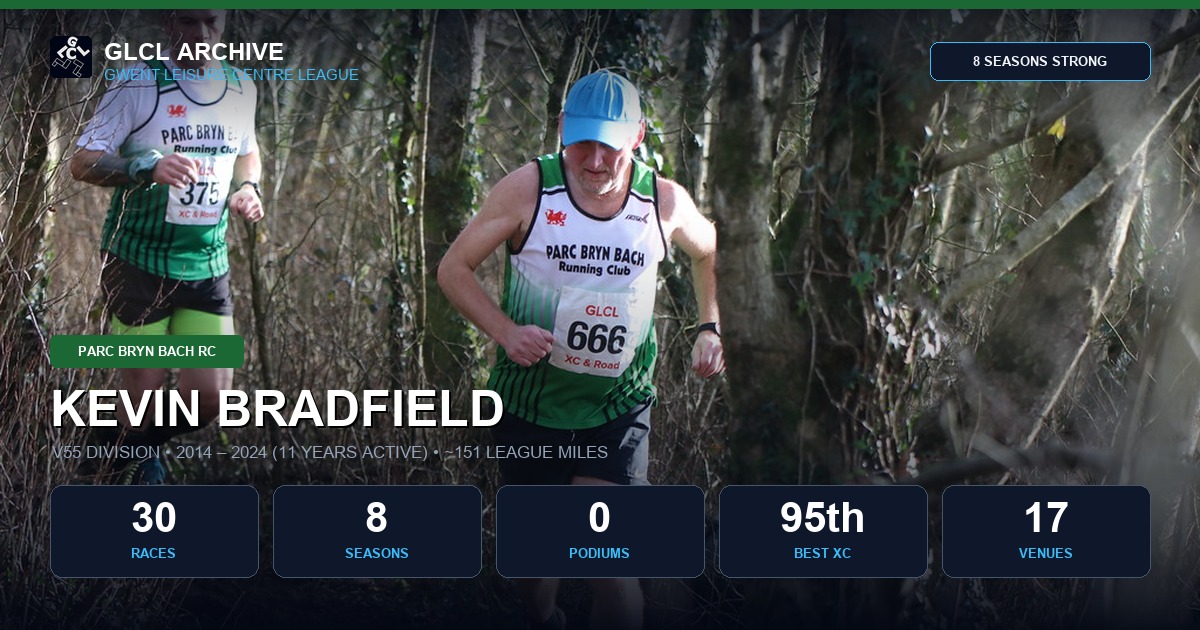 GLCL ARCHIVE
GWENT LEISURE CENTRE LEAGUE
8 SEASONS STRONG
PARC BRYN B
Running Club
375
XC & Road
PARC BRYN BACH
Running Club
GLCL
666
XC & Road
PARC BRYN BACH RC
KEVIN BRADFIELD
V55 DIVISION • 2014 – 2024 (11 YEARS ACTIVE) • ~151 LEAGUE MILES
30
RACES
8
SEASONS
0
PODIUMS
95th
BEST XC
17
VENUES